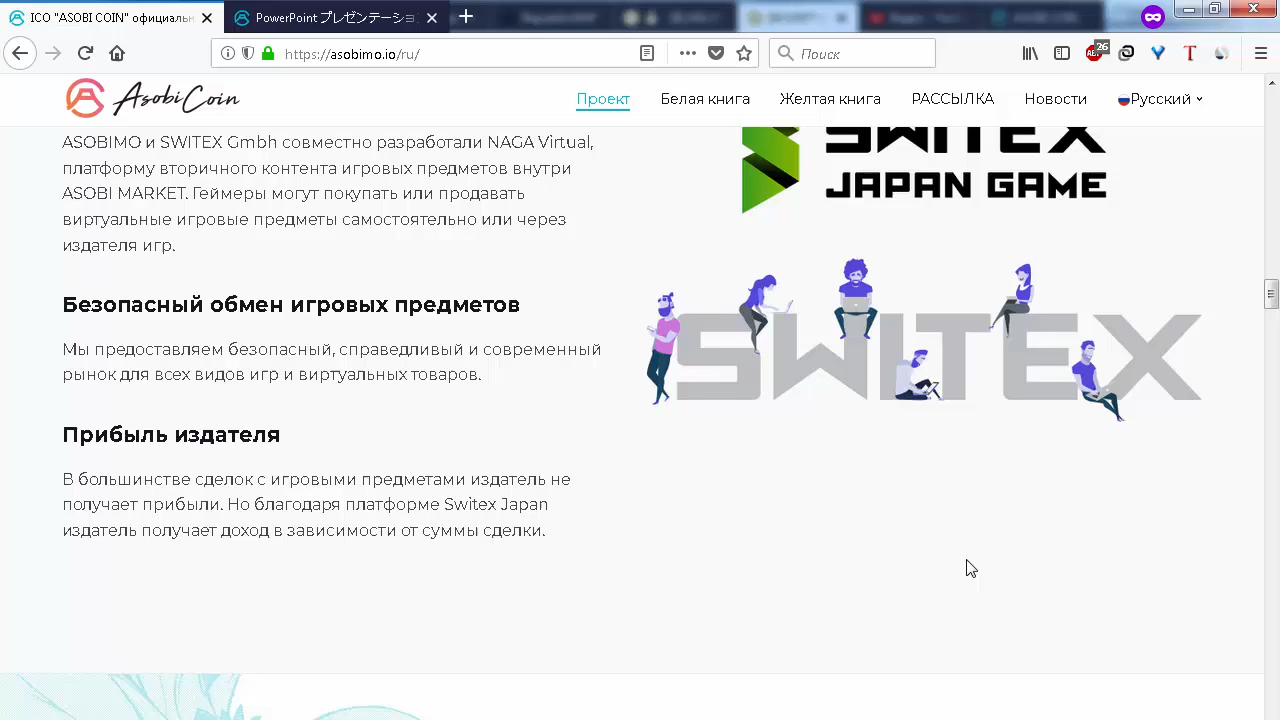 ICO "ASOBI COIN" официальн
PowerPoint プレゼンテーショ
https://asobimo.io/ru/
Поиск
26
AsobiCoin
Проект
Белая книга
Желтая книга
РАССЫЛКА
Новости
Русский
ASOBIMO и SWITEX Gmbh совместно разработали NAGA Virtual,
платформу вторичного контента игровых предметов внутри
ASOBI MARKET. Геймеры могут покупать или продавать
виртуальные игровые предметы самостоятельно или через
издателя игр.
SWITEX
JAPAN GAME
Безопасный обмен игровых предметов
Мы предоставляем безопасный, справедливый и современный
рынок для всех видов игр и виртуальных товаров.
SWITEX
Прибыль издателя
В большинстве сделок с игровыми предметами издатель не
получает прибыли. Но благодаря платформе Switex Japan
издатель получает доход в зависимости от суммы сделки.